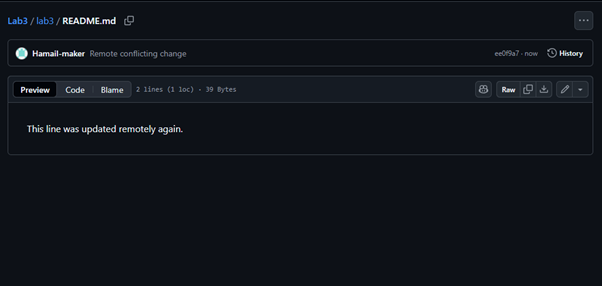 Lab3 / lab3 / README.md
Hamail-maker Remote conflicting change ee0f9a7 · now History
Preview Code Blame 2 lines (1 loc) · 39 Bytes Raw
This line was updated remotely again.